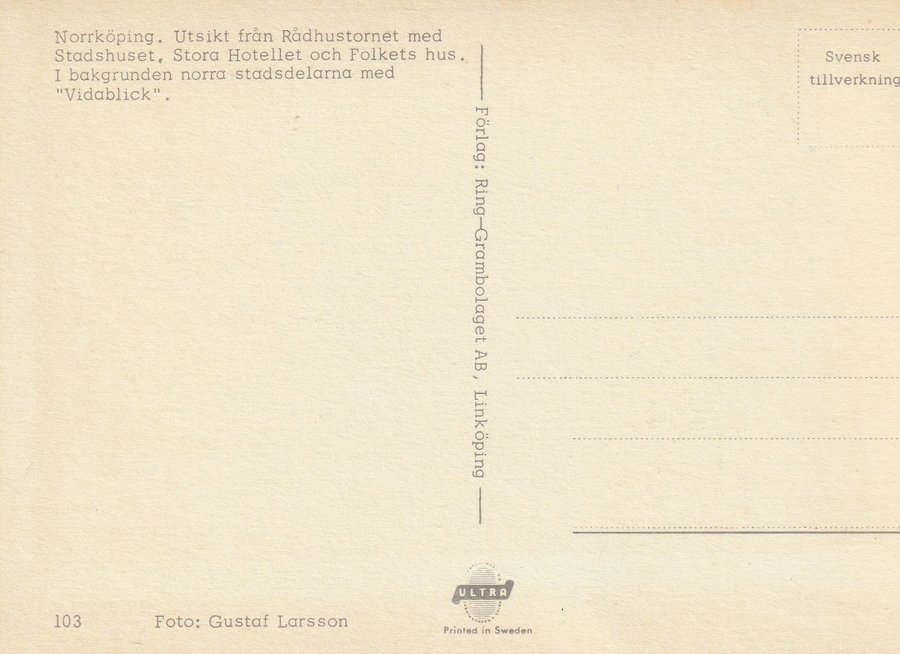 Norrköping. Utsikt från Rådhustornet med
Stadshuset, Stora Hotellet och Folkets hus.
I bakgrunden norra stadsdelarna med
"Vidablick".
Svensk
tillverkning
Förlag: Ring-Grambolaget AB, Linköping
103
Foto: Gustaf Larsson
ULTRA
Printed in Sweden